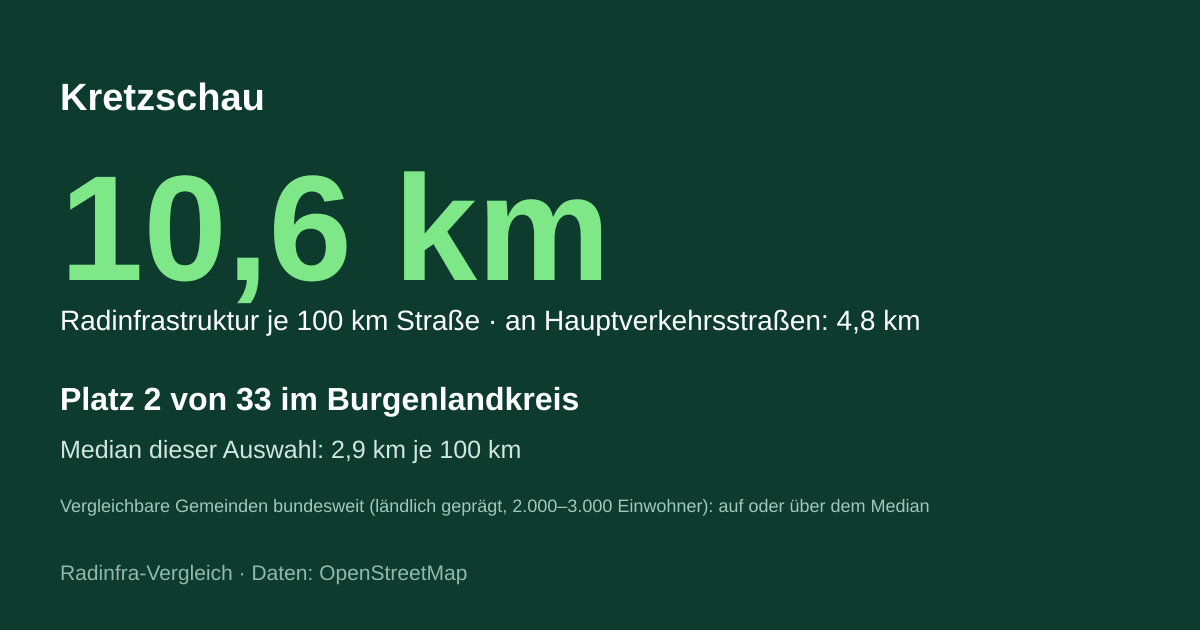 Kretzschau
10,6 km
Radinfrastruktur je 100 km Straße · an Hauptverkehrsstraßen: 4,8 km
Platz 2 von 33 im Burgenlandkreis
Median dieser Auswahl: 2,9 km je 100 km
Vergleichbare Gemeinden bundesweit (ländlich geprägt, 2.000–3.000 Einwohner): auf oder über dem Median
Radinfra-Vergleich · Daten: OpenStreetMap